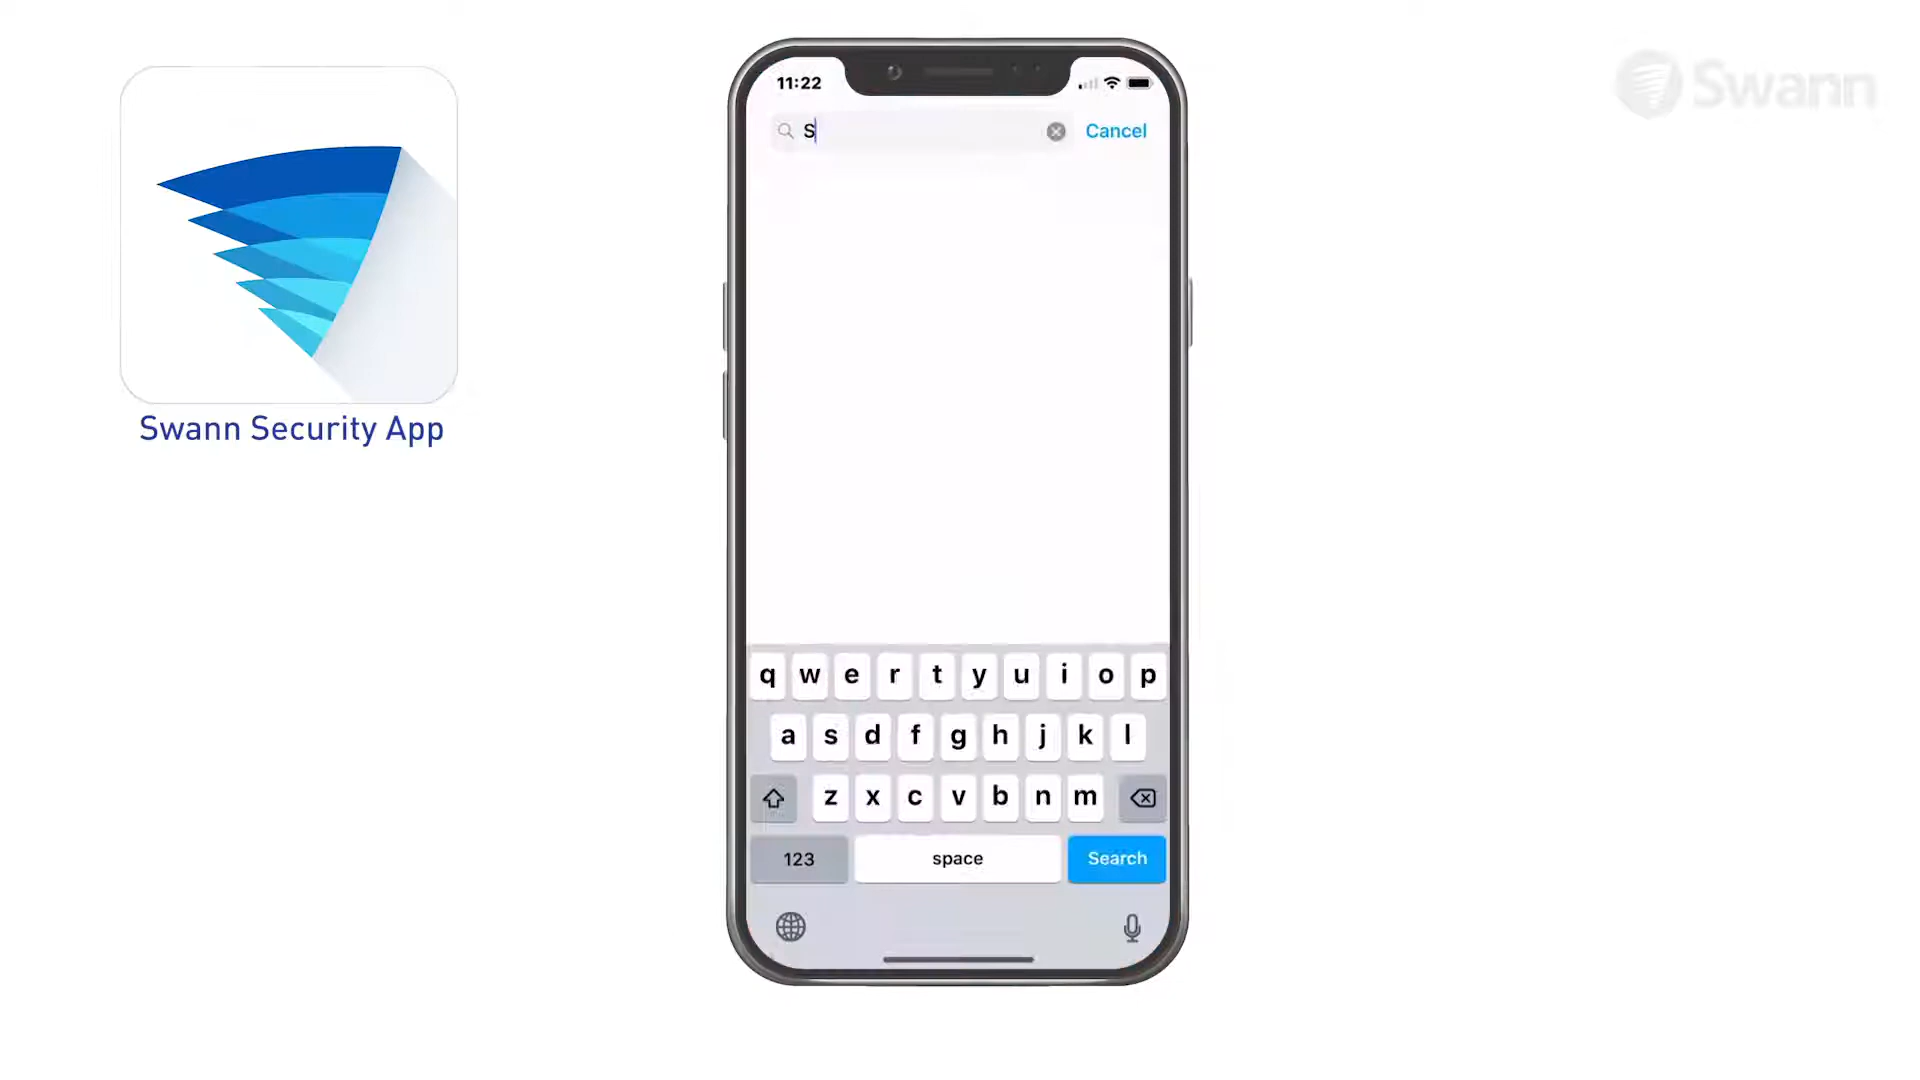 Swann
11:22
S
Cancel
Swann Security App
q w e r t y u i o p
a s d f g h j k l
z x c v b n m
123 space Search